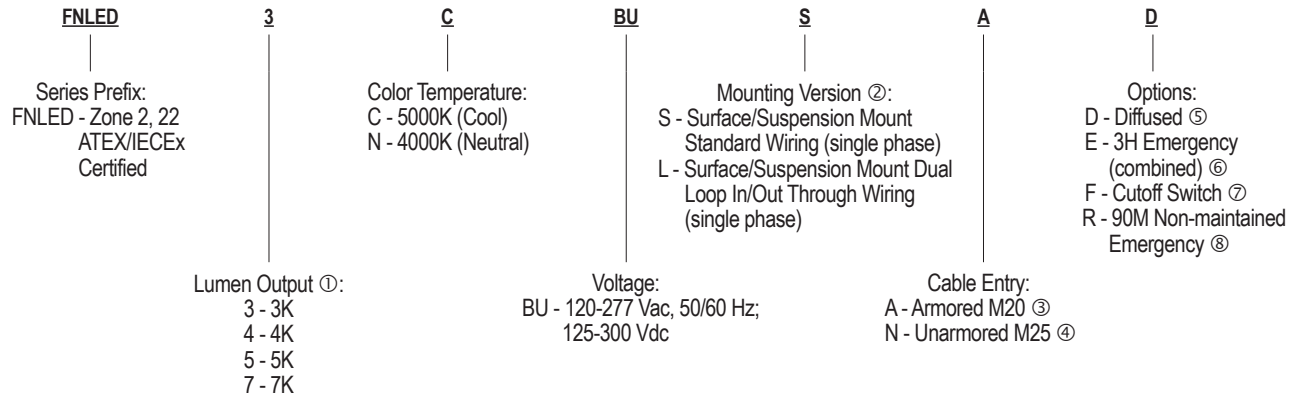 FNLED 3 C BU S A D
Series Prefix:
FNLED - Zone 2, 22
ATEX/IECEx
Certified
Color Temperature:
C - 5000K (Cool)
N - 4000K (Neutral)
Mounting Version ②:
S - Surface/Suspension Mount
Standard Wiring (single phase)
L - Surface/Suspension Mount Dual
Loop In/Out Through Wiring
(single phase)
Options:
D - Diffused ⑤
E - 3H Emergency
(combined) ⑥
F - Cutoff Switch ⑦
R - 90M Non-maintained
Emergency ⑧
Lumen Output ①:
3 - 3K
4 - 4K
5 - 5K
7 - 7K
Voltage:
BU - 120-277 Vac, 50/60 Hz;
125-300 Vdc
Cable Entry:
A - Armored M20 ③
N - Unarmored M25 ④